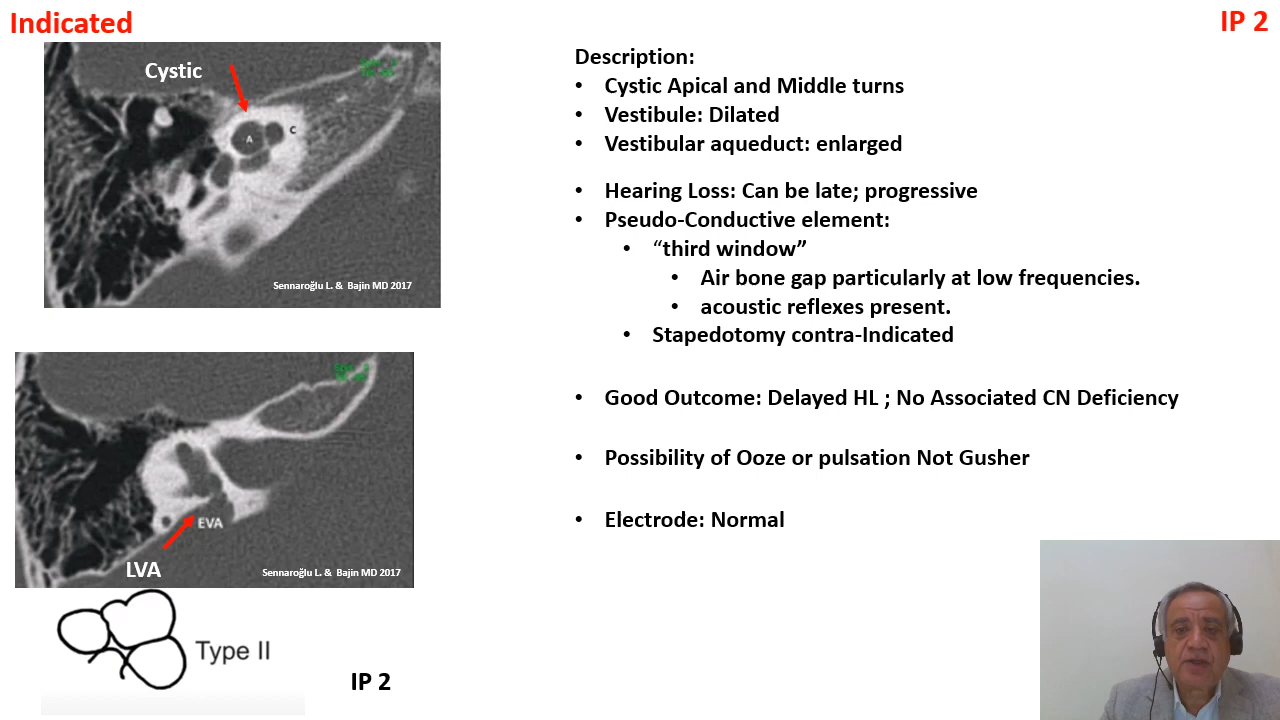 Indicated
IP 2
Cystic
A
C
Sennaroğlu L. & Bajin MD 2017
EVA
LVA
Sennaroğlu L. & Bajin MD 2017
Type II
IP 2
Description:
• Cystic Apical and Middle turns
• Vestibule: Dilated
• Vestibular aqueduct: enlarged
• Hearing Loss: Can be late; progressive
• Pseudo-Conductive element:
• “third window”
• Air bone gap particularly at low frequencies.
• acoustic reflexes present.
• Stapedotomy contra-Indicated
• Good Outcome: Delayed HL ; No Associated CN Deficiency
• Possibility of Ooze or pulsation Not Gusher
• Electrode: Normal